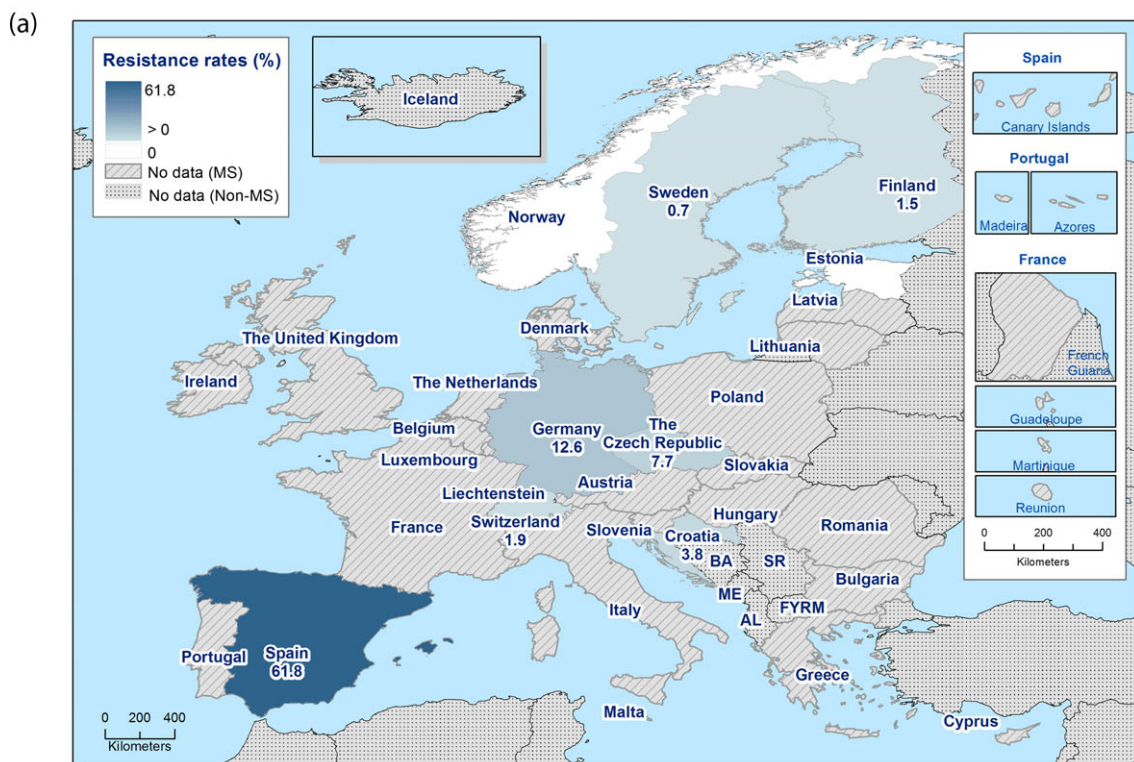 (a)
Resistance rates (%)
61.8
> 0
0
No data (MS)
No data (Non-MS)
Iceland
Spain
Canary Islands
Portugal
Madeira
Azores
France
French
Guiana
Guadeloupe
Martinique
Reunion
0 200 400
Kilometers
Norway
Sweden
0.7
Finland
1.5
Estonia
Latvia
Lithuania
Denmark
The United Kingdom
Ireland
The Netherlands
Poland
Belgium
Germany
12.6
The
Czech Republic
7.7
Luxembourg
Slovakia
Austria
Liechtenstein
Hungary
France
Switzerland
1.9
Slovenia
Croatia
3.8
Romania
BA
SR
Bulgaria
ME
FYRM
Italy
AL
Portugal
Spain
61.8
Greece
Malta
Cyprus
0 200 400
Kilometers